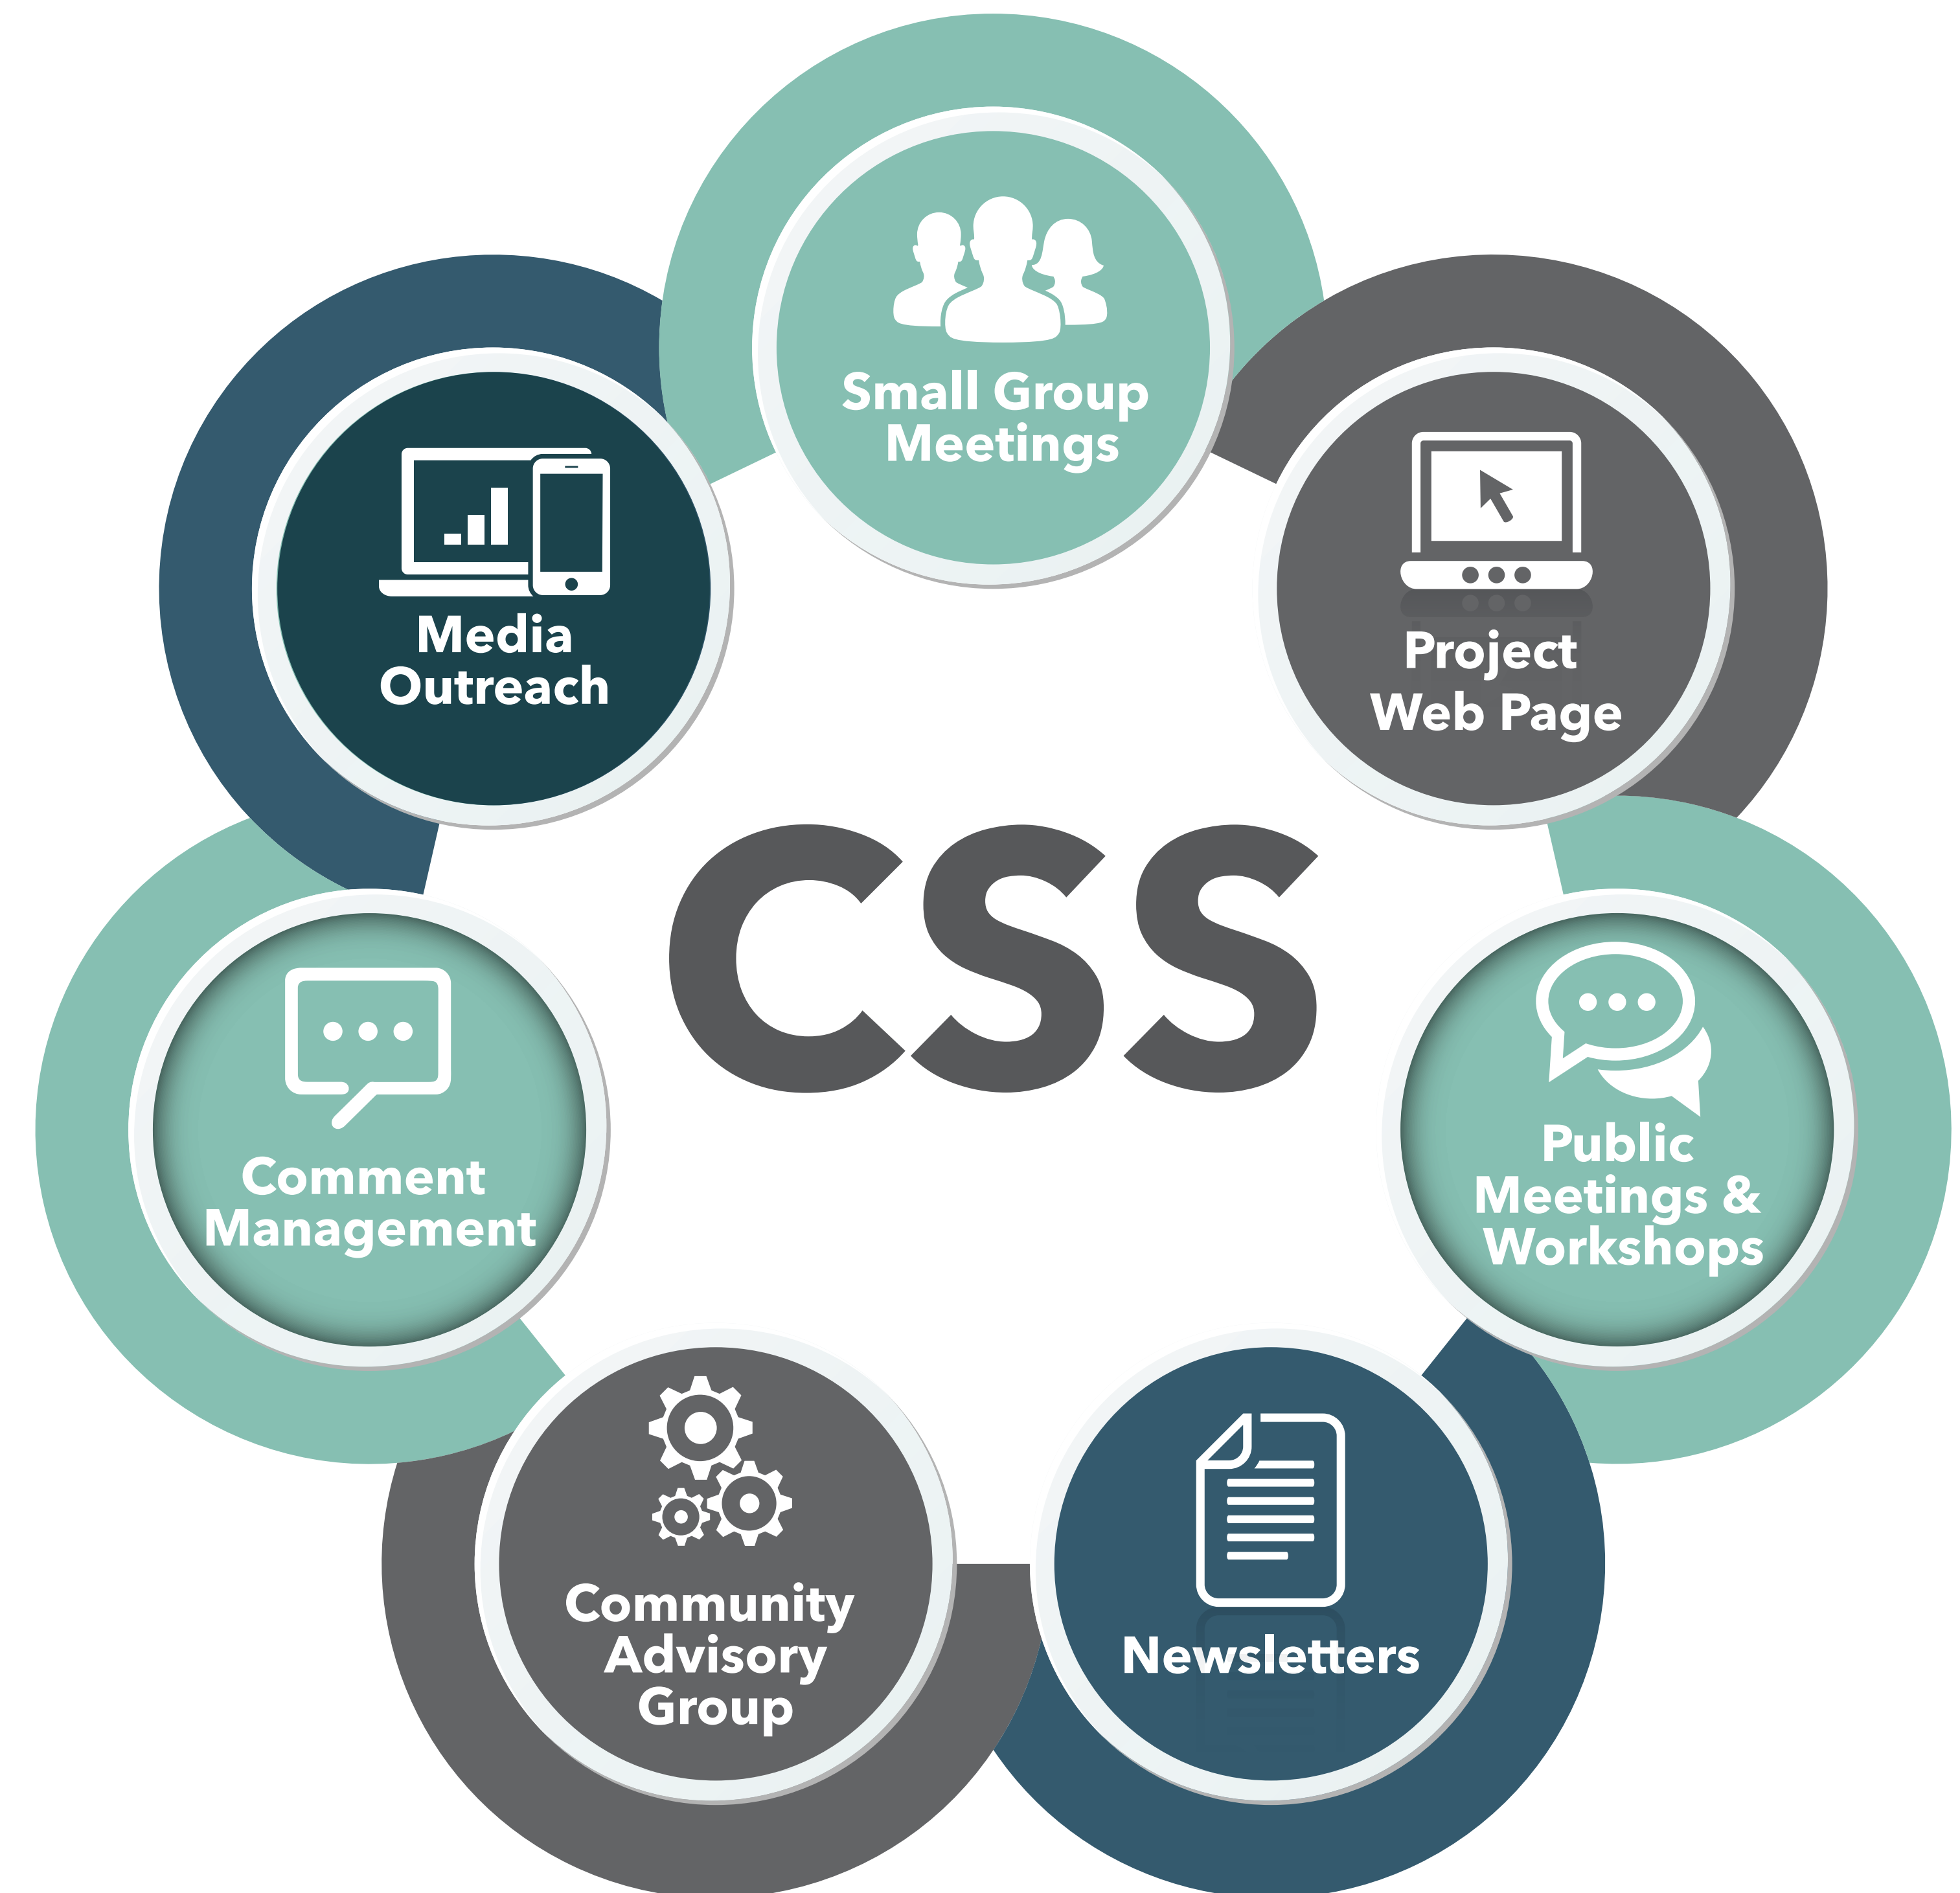 Small Group
Meetings
Project
Web Page
Public
Meetings &
Workshops
Newsletters
Community
Advisory
Group
Comment
Management
Media
Outreach
CSS